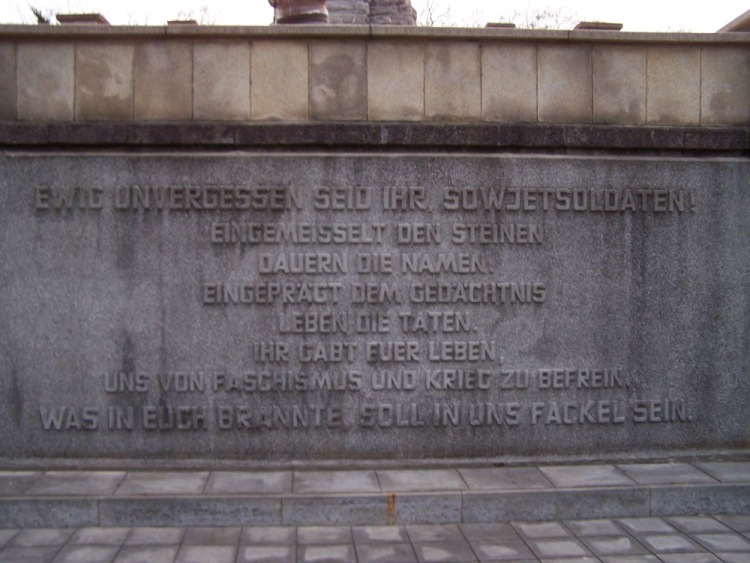 EWIG UNVERGESSEN SEID IHR, SOWJETSOLDATEN!
EINGEMEISSELT DEN STEINEN
DAUERN DIE NAMEN.
EINGEPRÄGT DEM GEDÄCHTNIS
LEBEN DIE TATEN.
IHR GABT EUER LEBEN,
UNS VON FASCHISMUS UND KRIEG ZU BEFREIN.
WAS IN EUCH BRANNTE, SOLL IN UNS FACKEL SEIN.